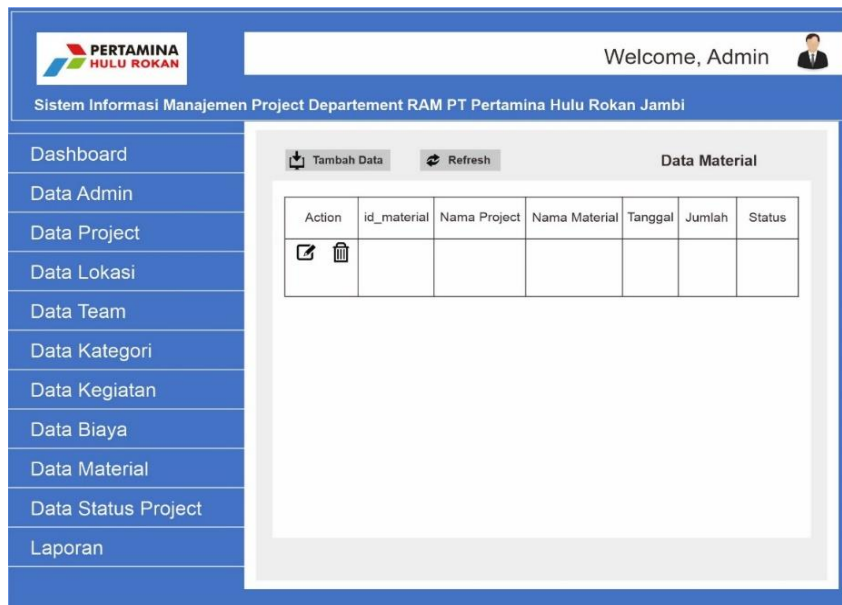 PERTAMINA
HULU ROKAN
Welcome, Admin
Sistem Informasi Manajemen Project Departement RAM PT Pertamina Hulu Rokan Jambi
Dashboard
Data Admin
Data Project
Data Lokasi
Data Team
Data Kategori
Data Kegiatan
Data Biaya
Data Material
Data Status Project
Laporan
Tambah Data Refresh Data Material
Action id_material Nama Project Nama Material Tanggal Jumlah Status